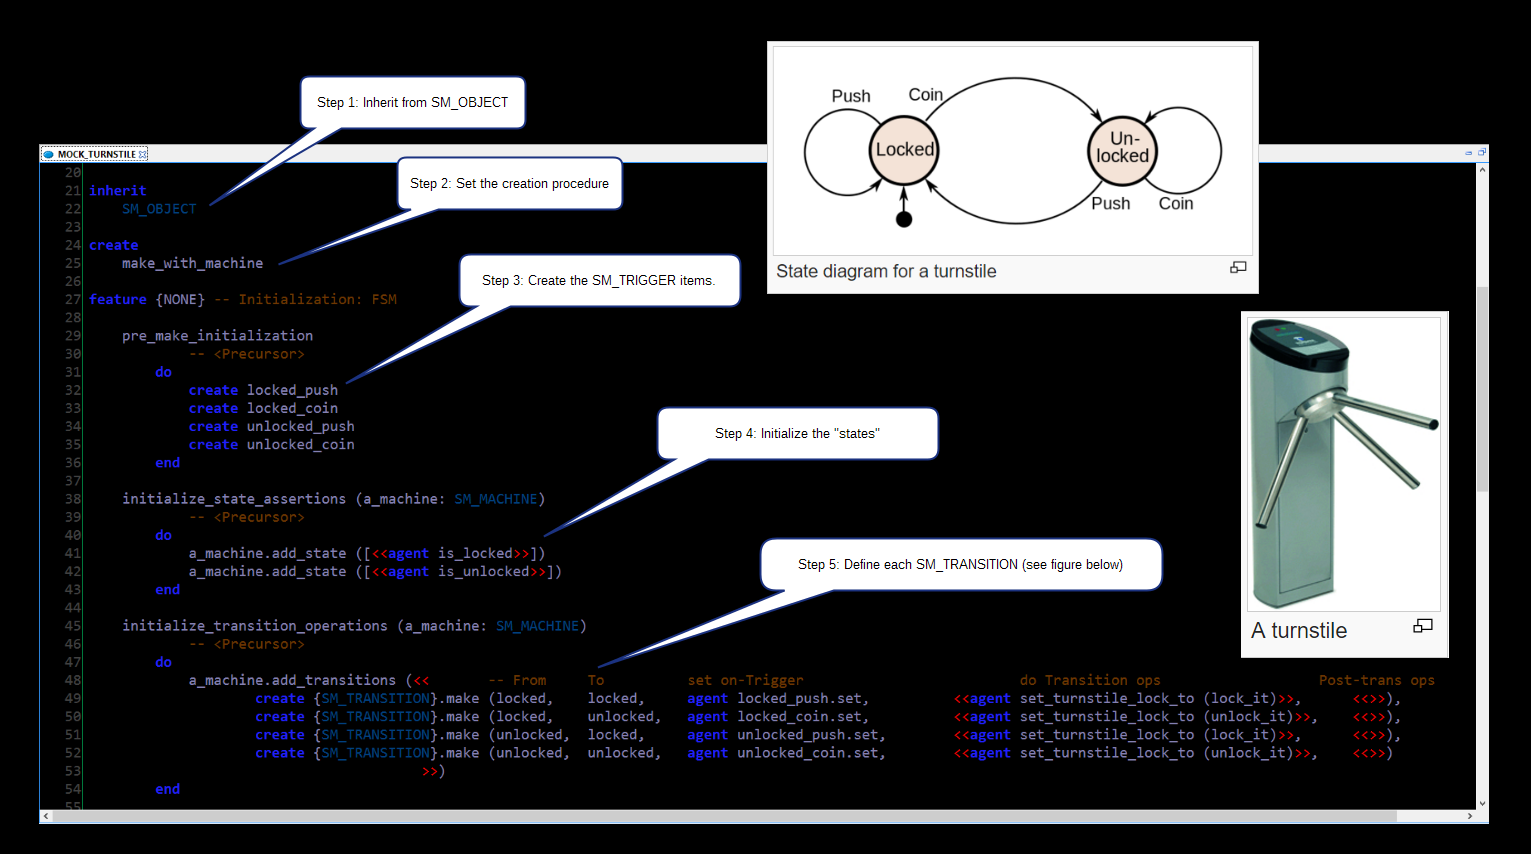 Step 1: Inherit from SM_OBJECT
Step 2: Set the creation procedure
Step 3: Create the SM_TRIGGER items.
Step 4: Initialize the "states"
Step 5: Define each SM_TRANSITION (see figure below)
Push
Coin
Locked
Un-
locked
Push
Coin
State diagram for a turnstile
A turnstile
MOCK_TURNSTILE
20
21 inherit
22 SM_OBJECT
23
24 create
25 make_with_machine
26
27 feature {NONE} -- Initialization: FSM
28
29 pre_make_initialization
30 -- <Precursor>
31 do
32 create locked_push
33 create locked_coin
34 create unlocked_push
35 create unlocked_coin
36 end
37
38 initialize_state_assertions (a_machine: SM_MACHINE)
39 -- <Precursor>
40 do
41 a_machine.add_state ([<<agent is_locked>>])
42 a_machine.add_state ([<<agent is_unlocked>>])
43 end
44
45 initialize_transition_operations (a_machine: SM_MACHINE)
46 -- <Precursor>
47 do
48 a_machine.add_transitions (<< -- From To set on-Trigger do Transition ops Post-trans ops
49 create {SM_TRANSITION}.make (locked, locked, agent locked_push.set, <<agent set_turnstile_lock_to (lock_it)>>, <<>>),
50 create {SM_TRANSITION}.make (locked, unlocked, agent locked_coin.set, <<agent set_turnstile_lock_to (unlock_it)>>, <<>>),
51 create {SM_TRANSITION}.make (unlocked, locked, agent unlocked_push.set, <<agent set_turnstile_lock_to (lock_it)>>, <<>>),
52 create {SM_TRANSITION}.make (unlocked, unlocked, agent unlocked_coin.set, <<agent set_turnstile_lock_to (unlock_it)>>, <<>>)
53 >>)
54 end
55